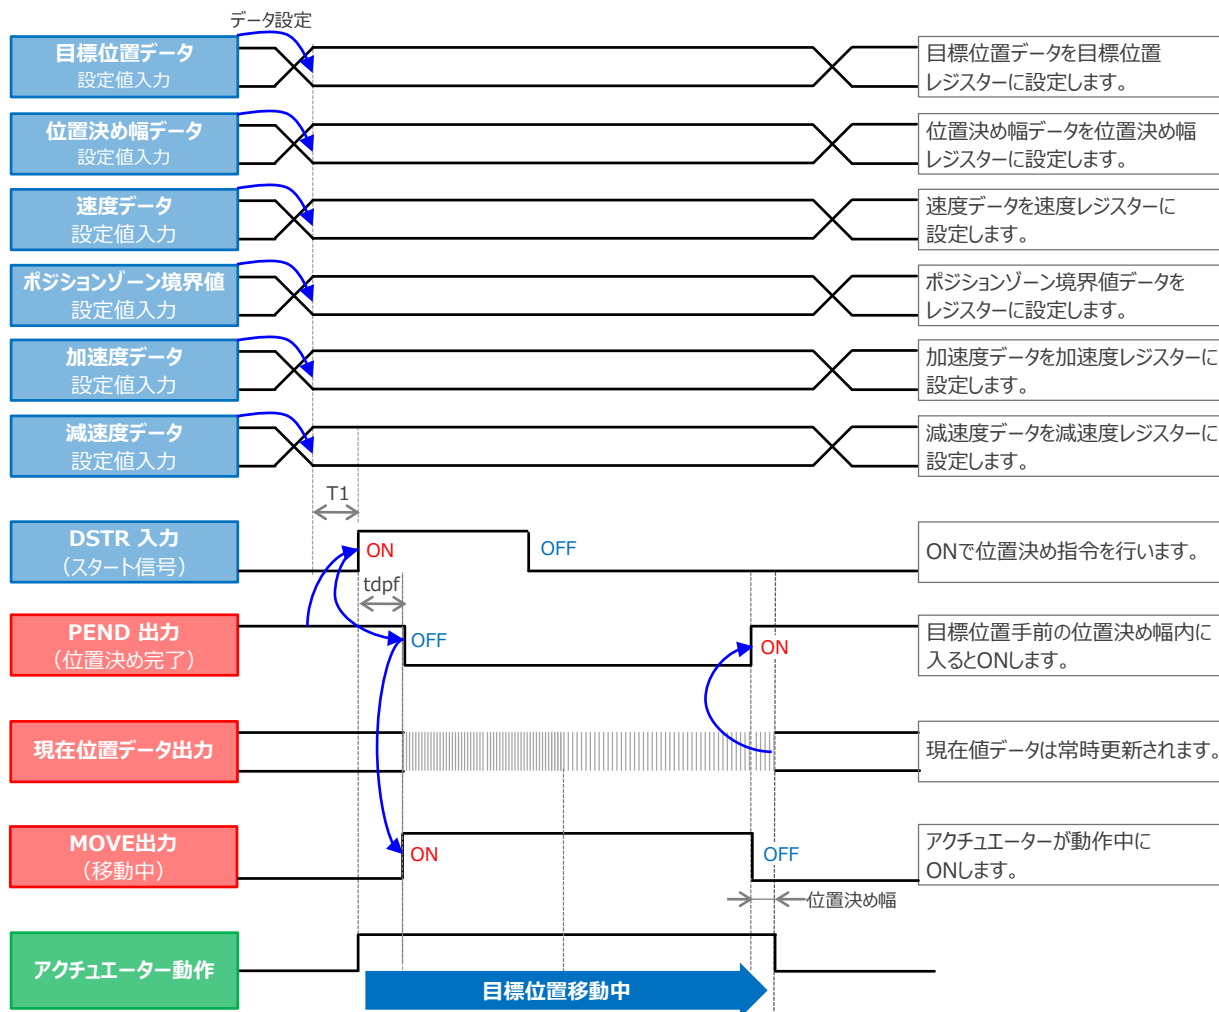 データ設定
目標位置データ
設定値入力
目標位置データを目標位置
レジスターに設定します。
位置決め幅データ
設定値入力
位置決め幅データを位置決め幅
レジスターに設定します。
速度データ
設定値入力
速度データを速度レジスターに
設定します。
ポジションゾーン境界値
設定値入力
ポジションゾーン境界値データを
レジスターに設定します。
加速度データ
設定値入力
加速度データを加速度レジスターに
設定します。
減速度データ
設定値入力
減速度データを減速度レジスターに
設定します。
T1
DSTR 入力
（スタート信号）
ON
OFF
ONで位置決め指令を行います。
tdpf
PEND 出力
（位置決め完了）
OFF
ON
目標位置手前の位置決め幅内に
入るとONします。
現在位置データ出力
現在値データは常時更新されます。
MOVE出力
（移動中）
ON
OFF
アクチュエーターが動作中に
ONします。
位置決め幅
アクチュエーター動作
目標位置移動中